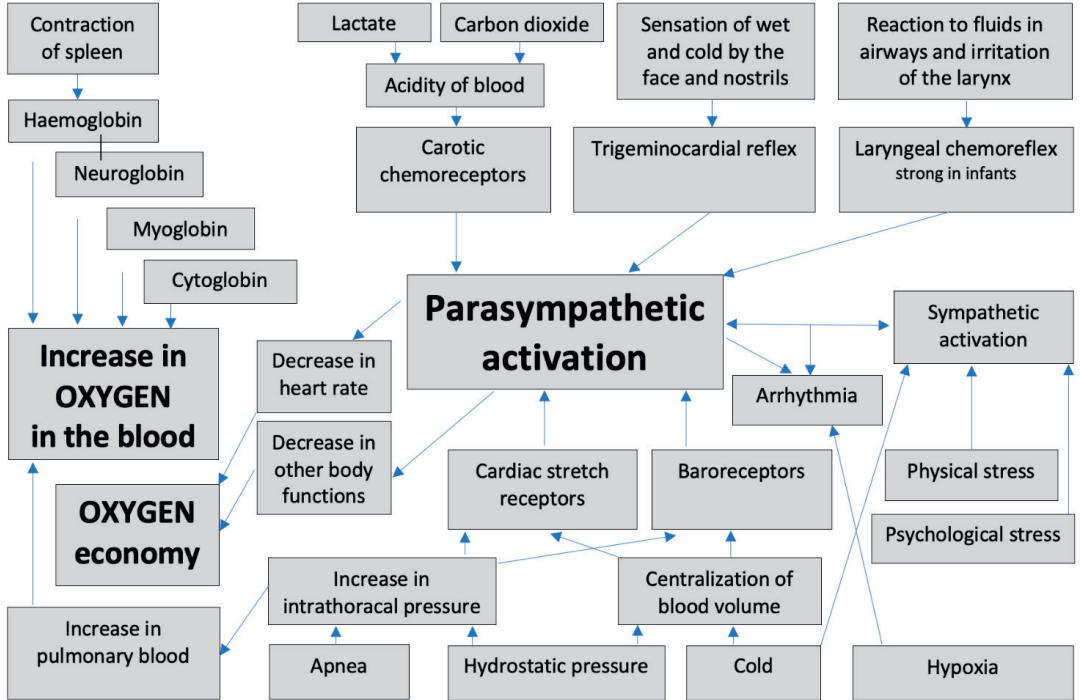 Contraction
of spleen
Haemoglobin
Neuroglobin
Myoglobin
Cytoglobin
Increase in
OXYGEN
in the blood
OXYGEN
economy
Increase in
pulmonary blood
Lactate
Carbon dioxide
Acidity of blood
Carotic
chemoreceptors
Sensation of wet
and cold by the
face and nostrils
Trigeminocardial reflex
Reaction to fluids in
airways and irritation
of the larynx
Laryngeal chemoreflex
strong in infants
Parasympathetic
activation
Sympathetic
activation
Decrease in
heart rate
Decrease in
other body
functions
Arrhythmia
Cardiac stretch
receptors
Baroreceptors
Physical stress
Psychological stress
Increase in
intrathoracal pressure
Centralization of
blood volume
Apnea
Hydrostatic pressure
Cold
Hypoxia